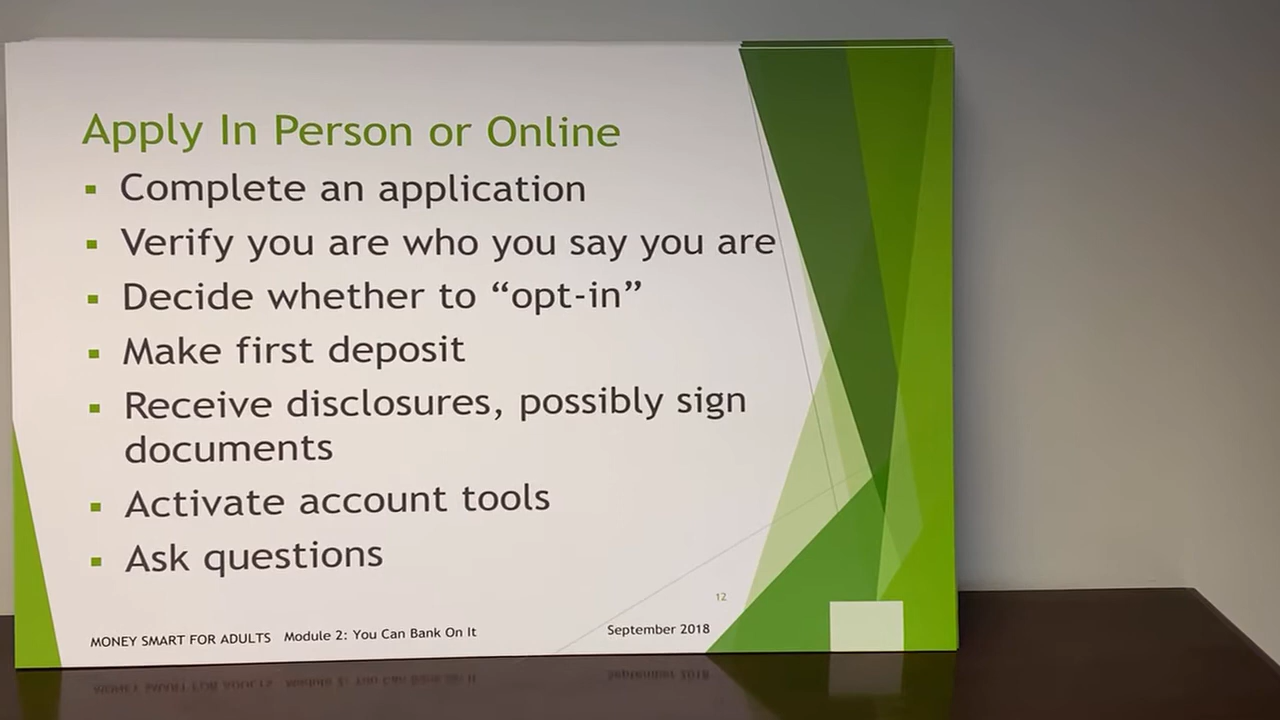 Apply In Person or Online
▪ Complete an application
▪ Verify you are who you say you are
▪ Decide whether to “opt-in”
▪ Make first deposit
▪ Receive disclosures, possibly sign
documents
▪ Activate account tools
▪ Ask questions
12
MONEY SMART FOR ADULTS Module 2: You Can Bank On It September 2018